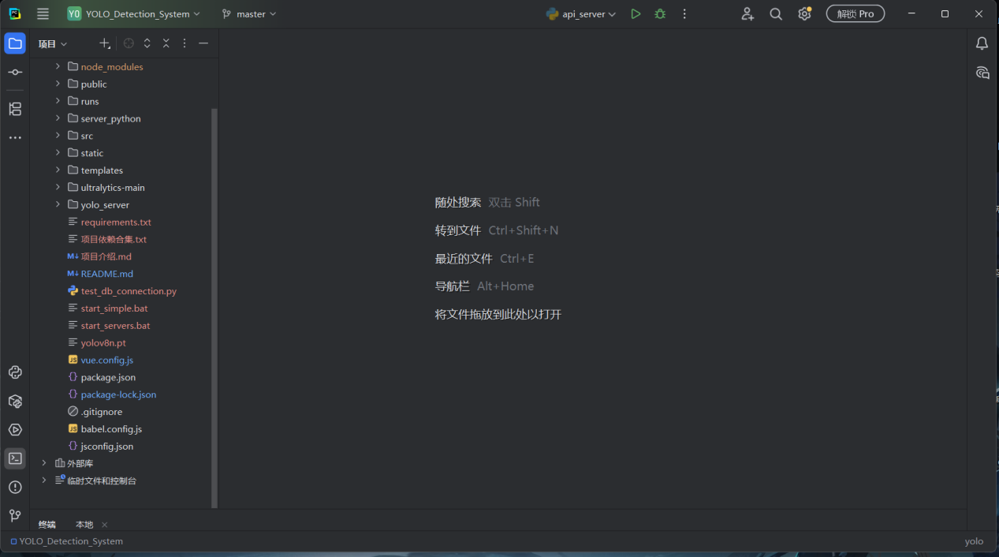 YO YOLO_Detection_System master api_server 解锁 Pro
项目
node_modules
public
runs
server_python
src
static
templates
ultralytics-main
yolo_server
requirements.txt
项目依赖合集.txt
M↓ 项目介绍.md
M↓ README.md
test_db_connection.py
start_simple.bat
start_servers.bat
yolov8n.pt
JS vue.config.js
{} package.json
{} package-lock.json
.gitignore
JS babel.config.js
{} jsconfig.json
外部库
临时文件和控制台
随处搜索 双击 Shift
转到文件 Ctrl+Shift+N
最近的文件 Ctrl+E
导航栏 Alt+Home
将文件拖放到此处以打开
终端 本地
YOLO_Detection_System yolo